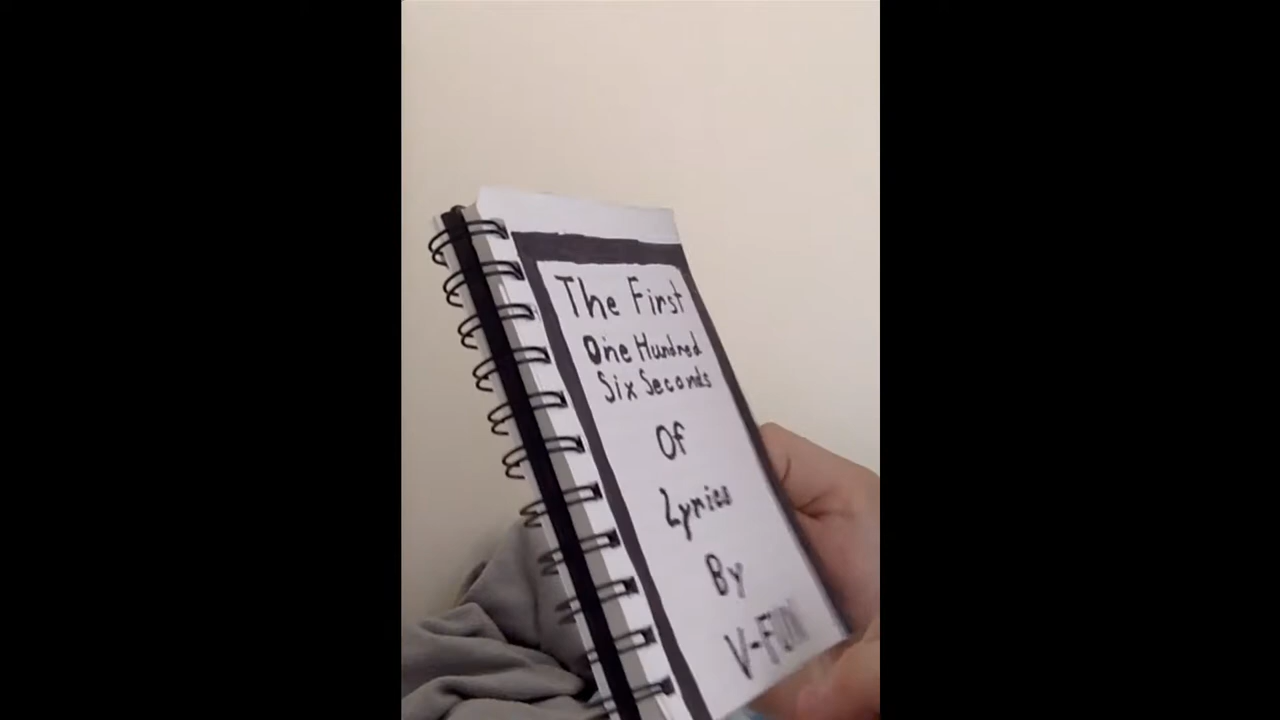 The First
One Hundred
Six Seconds
Of
Lyrics
By